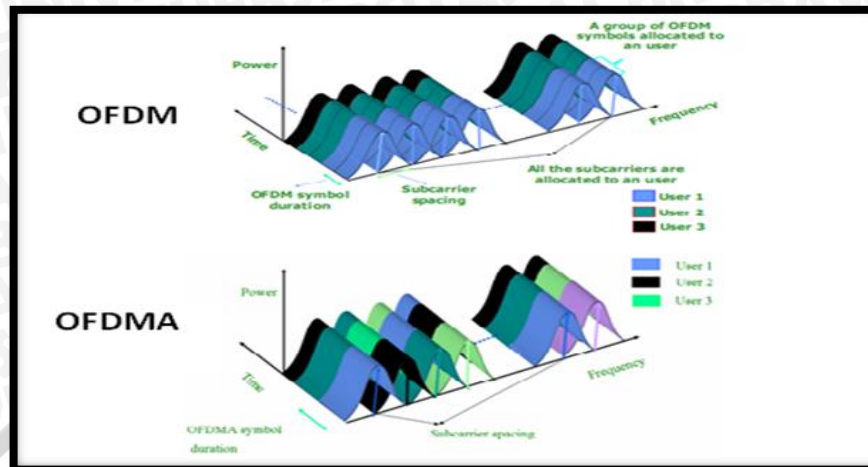 A group of OFDM
symbols allocated to
an user
Power
OFDM
Time
Frequency
OFDM symbol
duration
Subcarrier
spacing
All the subcarriers are
allocated to an user
User 1
User 2
User 3
User 1
User 2
User 3
Power
OFDMA
Time
Frequency
OFDMA symbol
duration
Subcarrier spacing